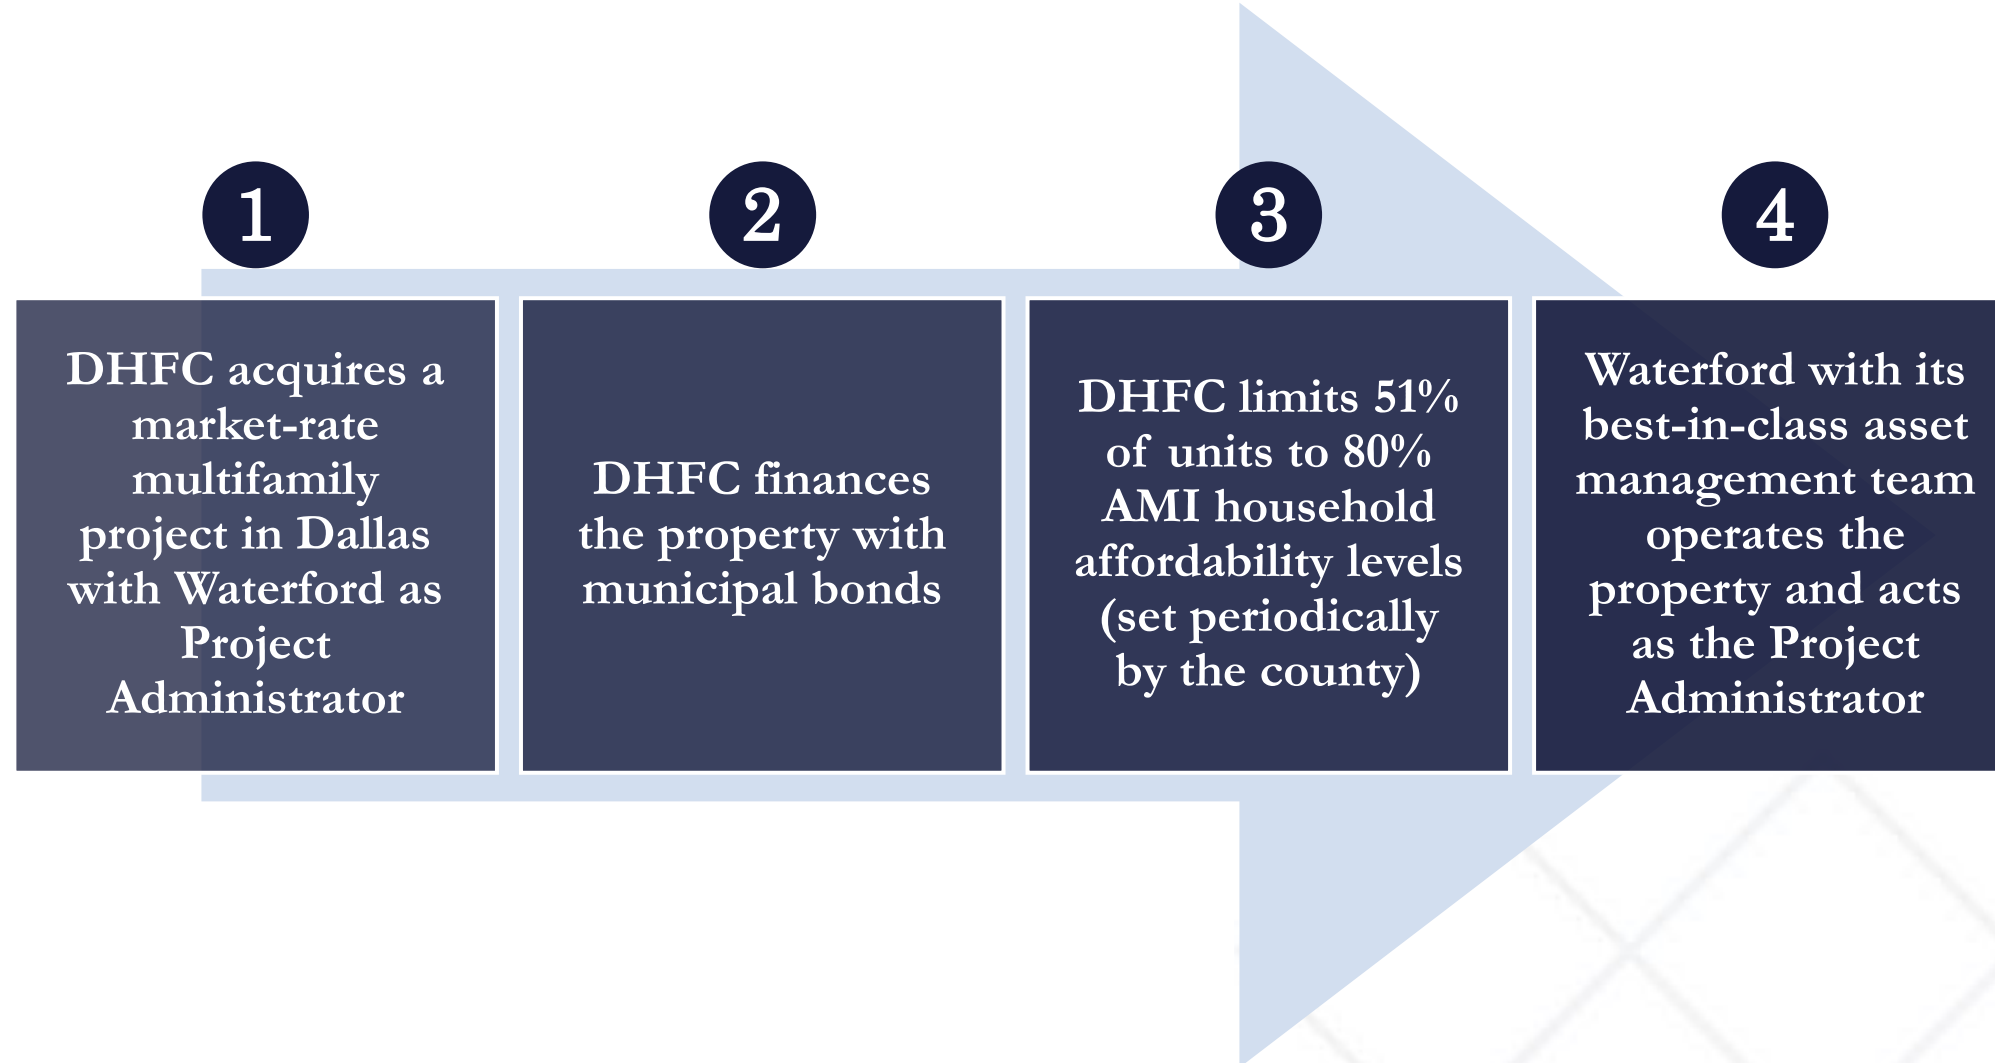 1
DHFC acquires a
market-rate
multifamily
project in Dallas
with Waterford as
Project
Administrator
2
DHFC finances
the property with
municipal bonds
3
DHFC limits 51%
of units to 80%
AMI household
affordability levels
(set periodically
by the county)
4
Waterford with its
best-in-class asset
management team
operates the
property and acts
as the Project
Administrator